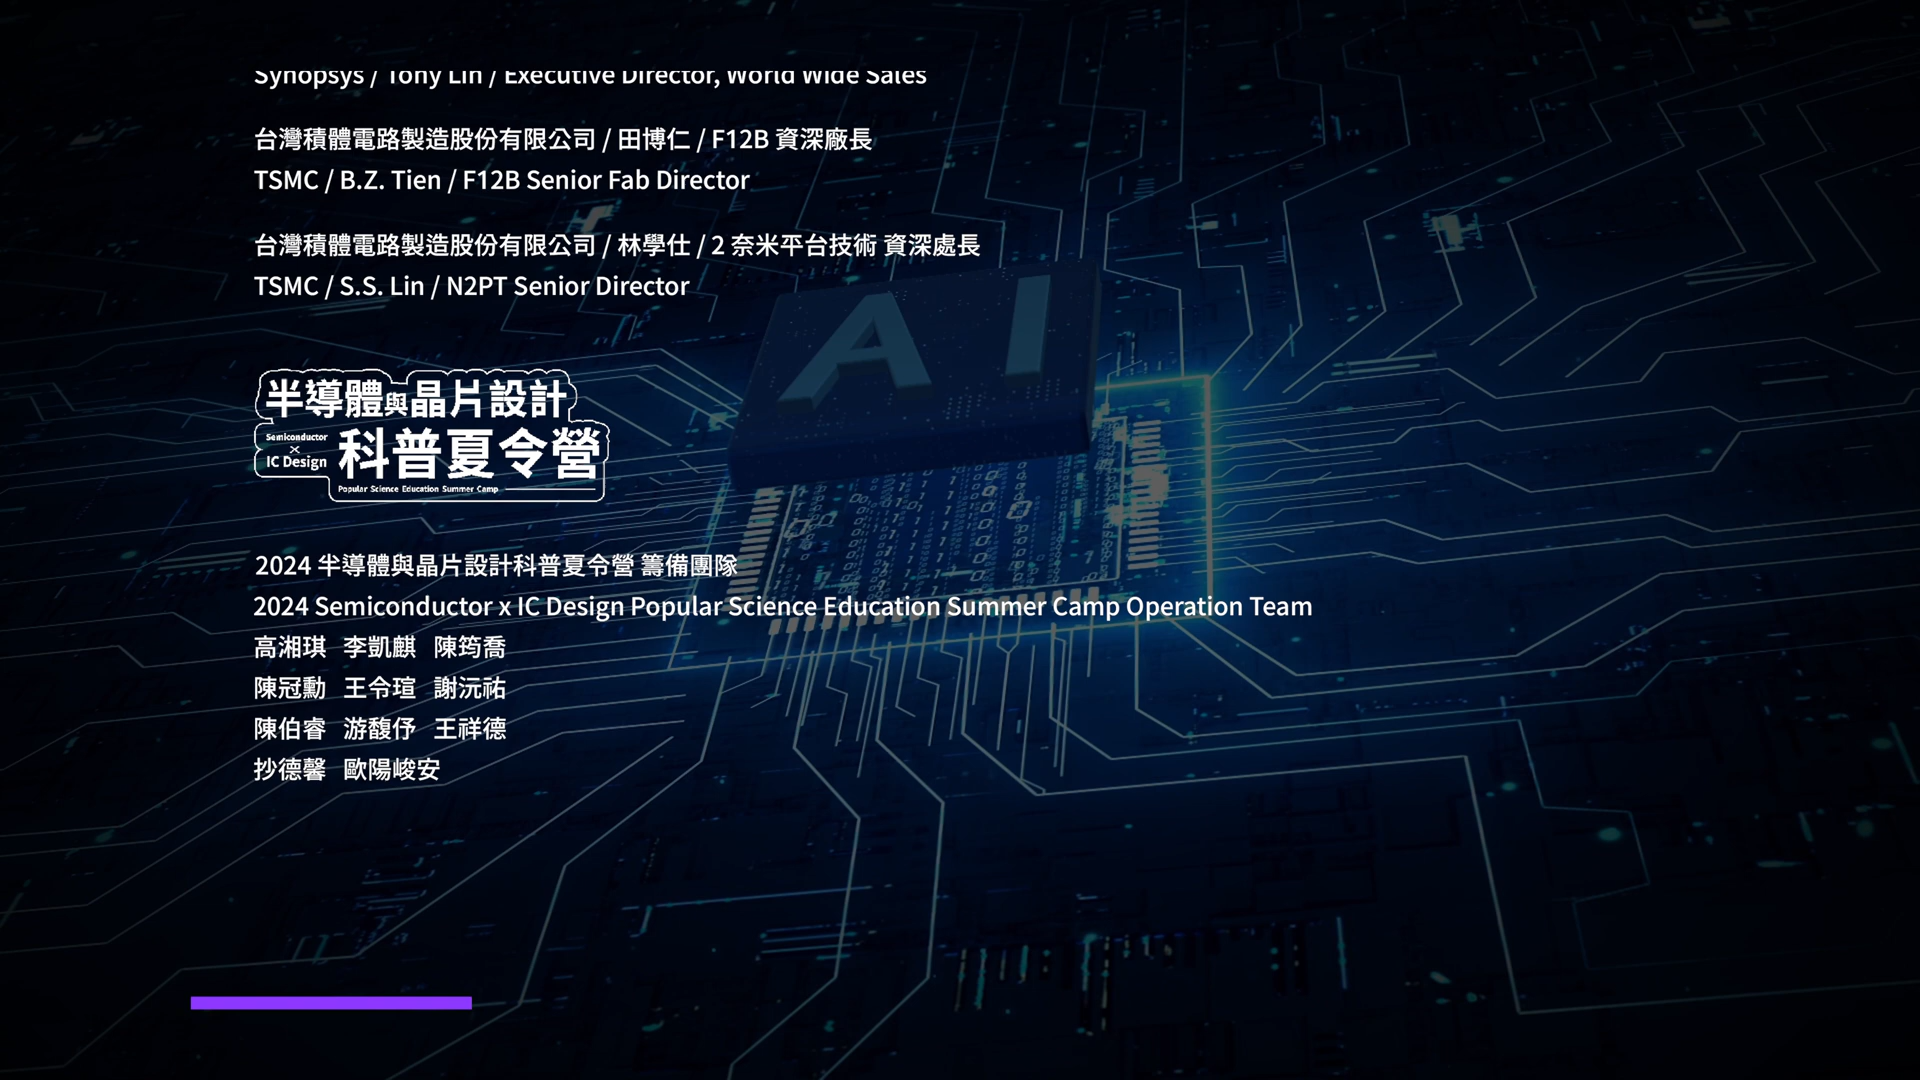 Synopsys / Tony Lin / Executive Director, World Wide Sales
台灣積體電路製造股份有限公司 / 田博仁 / F12B 資深廠長
TSMC / B.Z. Tien / F12B Senior Fab Director
台灣積體電路製造股份有限公司 / 林學仕 / 2 奈米平台技術 資深處長
TSMC / S.S. Lin / N2PT Senior Director
半導體與晶片設計
Semiconductor
x
IC Design
科普夏令營
Popular Science Education Summer Camp
2024 半導體與晶片設計科普夏令營 籌備團隊
2024 Semiconductor x IC Design Popular Science Education Summer Camp Operation Team
高湘琪 李凱麒 陳筠喬
陳冠勳 王令瑄 謝沅祐
陳伯睿 游馥伃 王祥德
抄德馨 歐陽峻安
AI